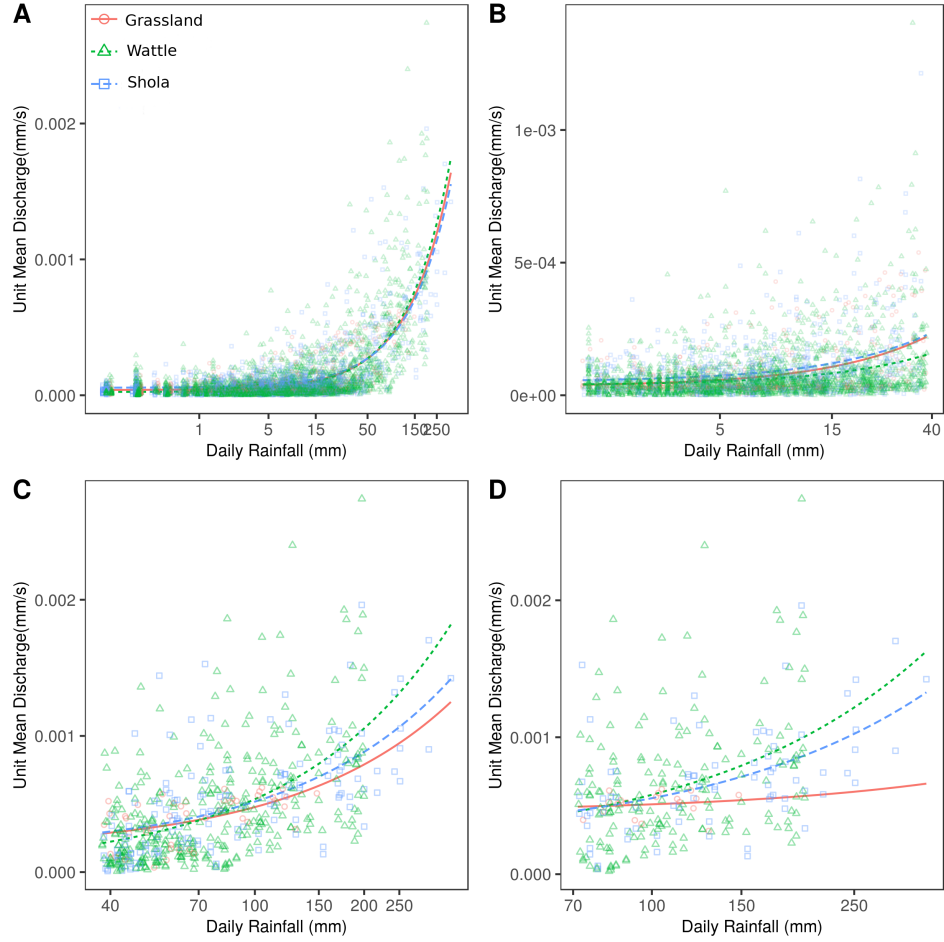 A
Grassland
Wattle
Shola
Unit Mean Discharge(mm/s)
0.002
0.001
0.000
1 5 15 50 150 250
Daily Rainfall (mm)
B
Unit Mean Discharge(mm/s)
1e-03
5e-04
0e+00
5 15 40
Daily Rainfall (mm)
C
Unit Mean Discharge(mm/s)
0.002
0.001
0.000
40 70 100 150 200 250
Daily Rainfall (mm)
D
Unit Mean Discharge(mm/s)
0.002
0.001
0.000
70 100 150 250
Daily Rainfall (mm)